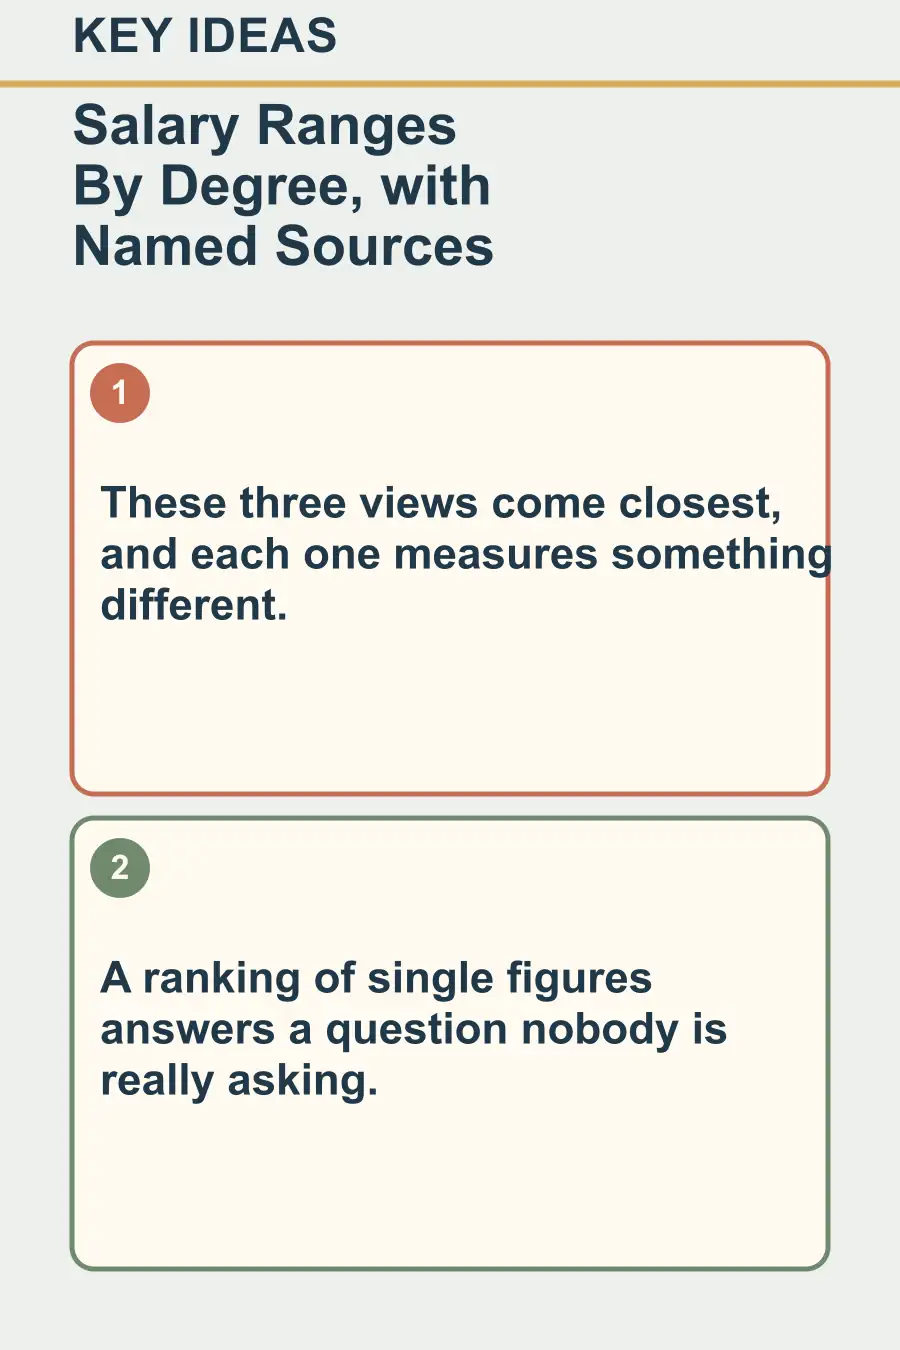 KEY IDEAS
Salary Ranges
By Degree, with
Named Sources
1
These three views come closest,
and each one measures something
different.
2
A ranking of single figures
answers a question nobody is
really asking.